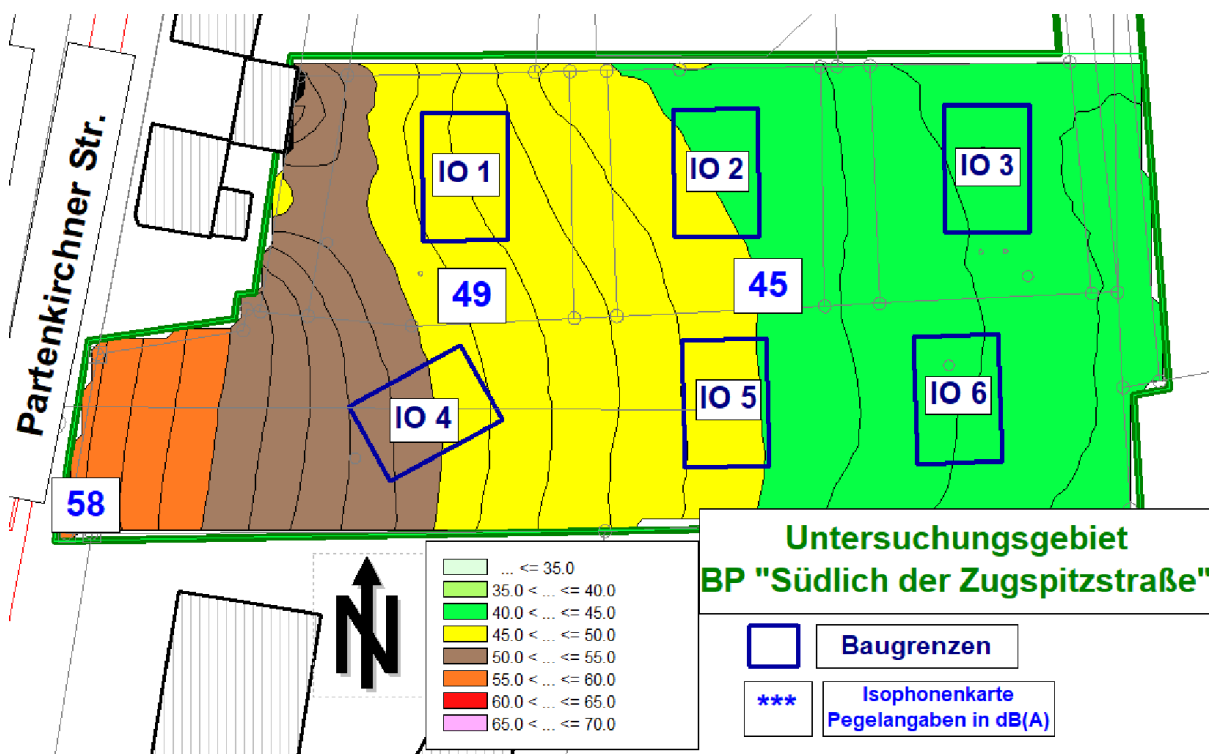 Partenkirchner Str.
IO 1
IO 2
IO 3
49
45
IO 4
IO 5
IO 6
58
N
... <= 35.0
35.0 < ... <= 40.0
40.0 < ... <= 45.0
45.0 < ... <= 50.0
50.0 < ... <= 55.0
55.0 < ... <= 60.0
60.0 < ... <= 65.0
65.0 < ... <= 70.0
Untersuchungsgebiet
BP "Südlich der Zugspitzstraße"
Baugrenzen
***
Isophonenkarte
Pegelangaben in dB(A)